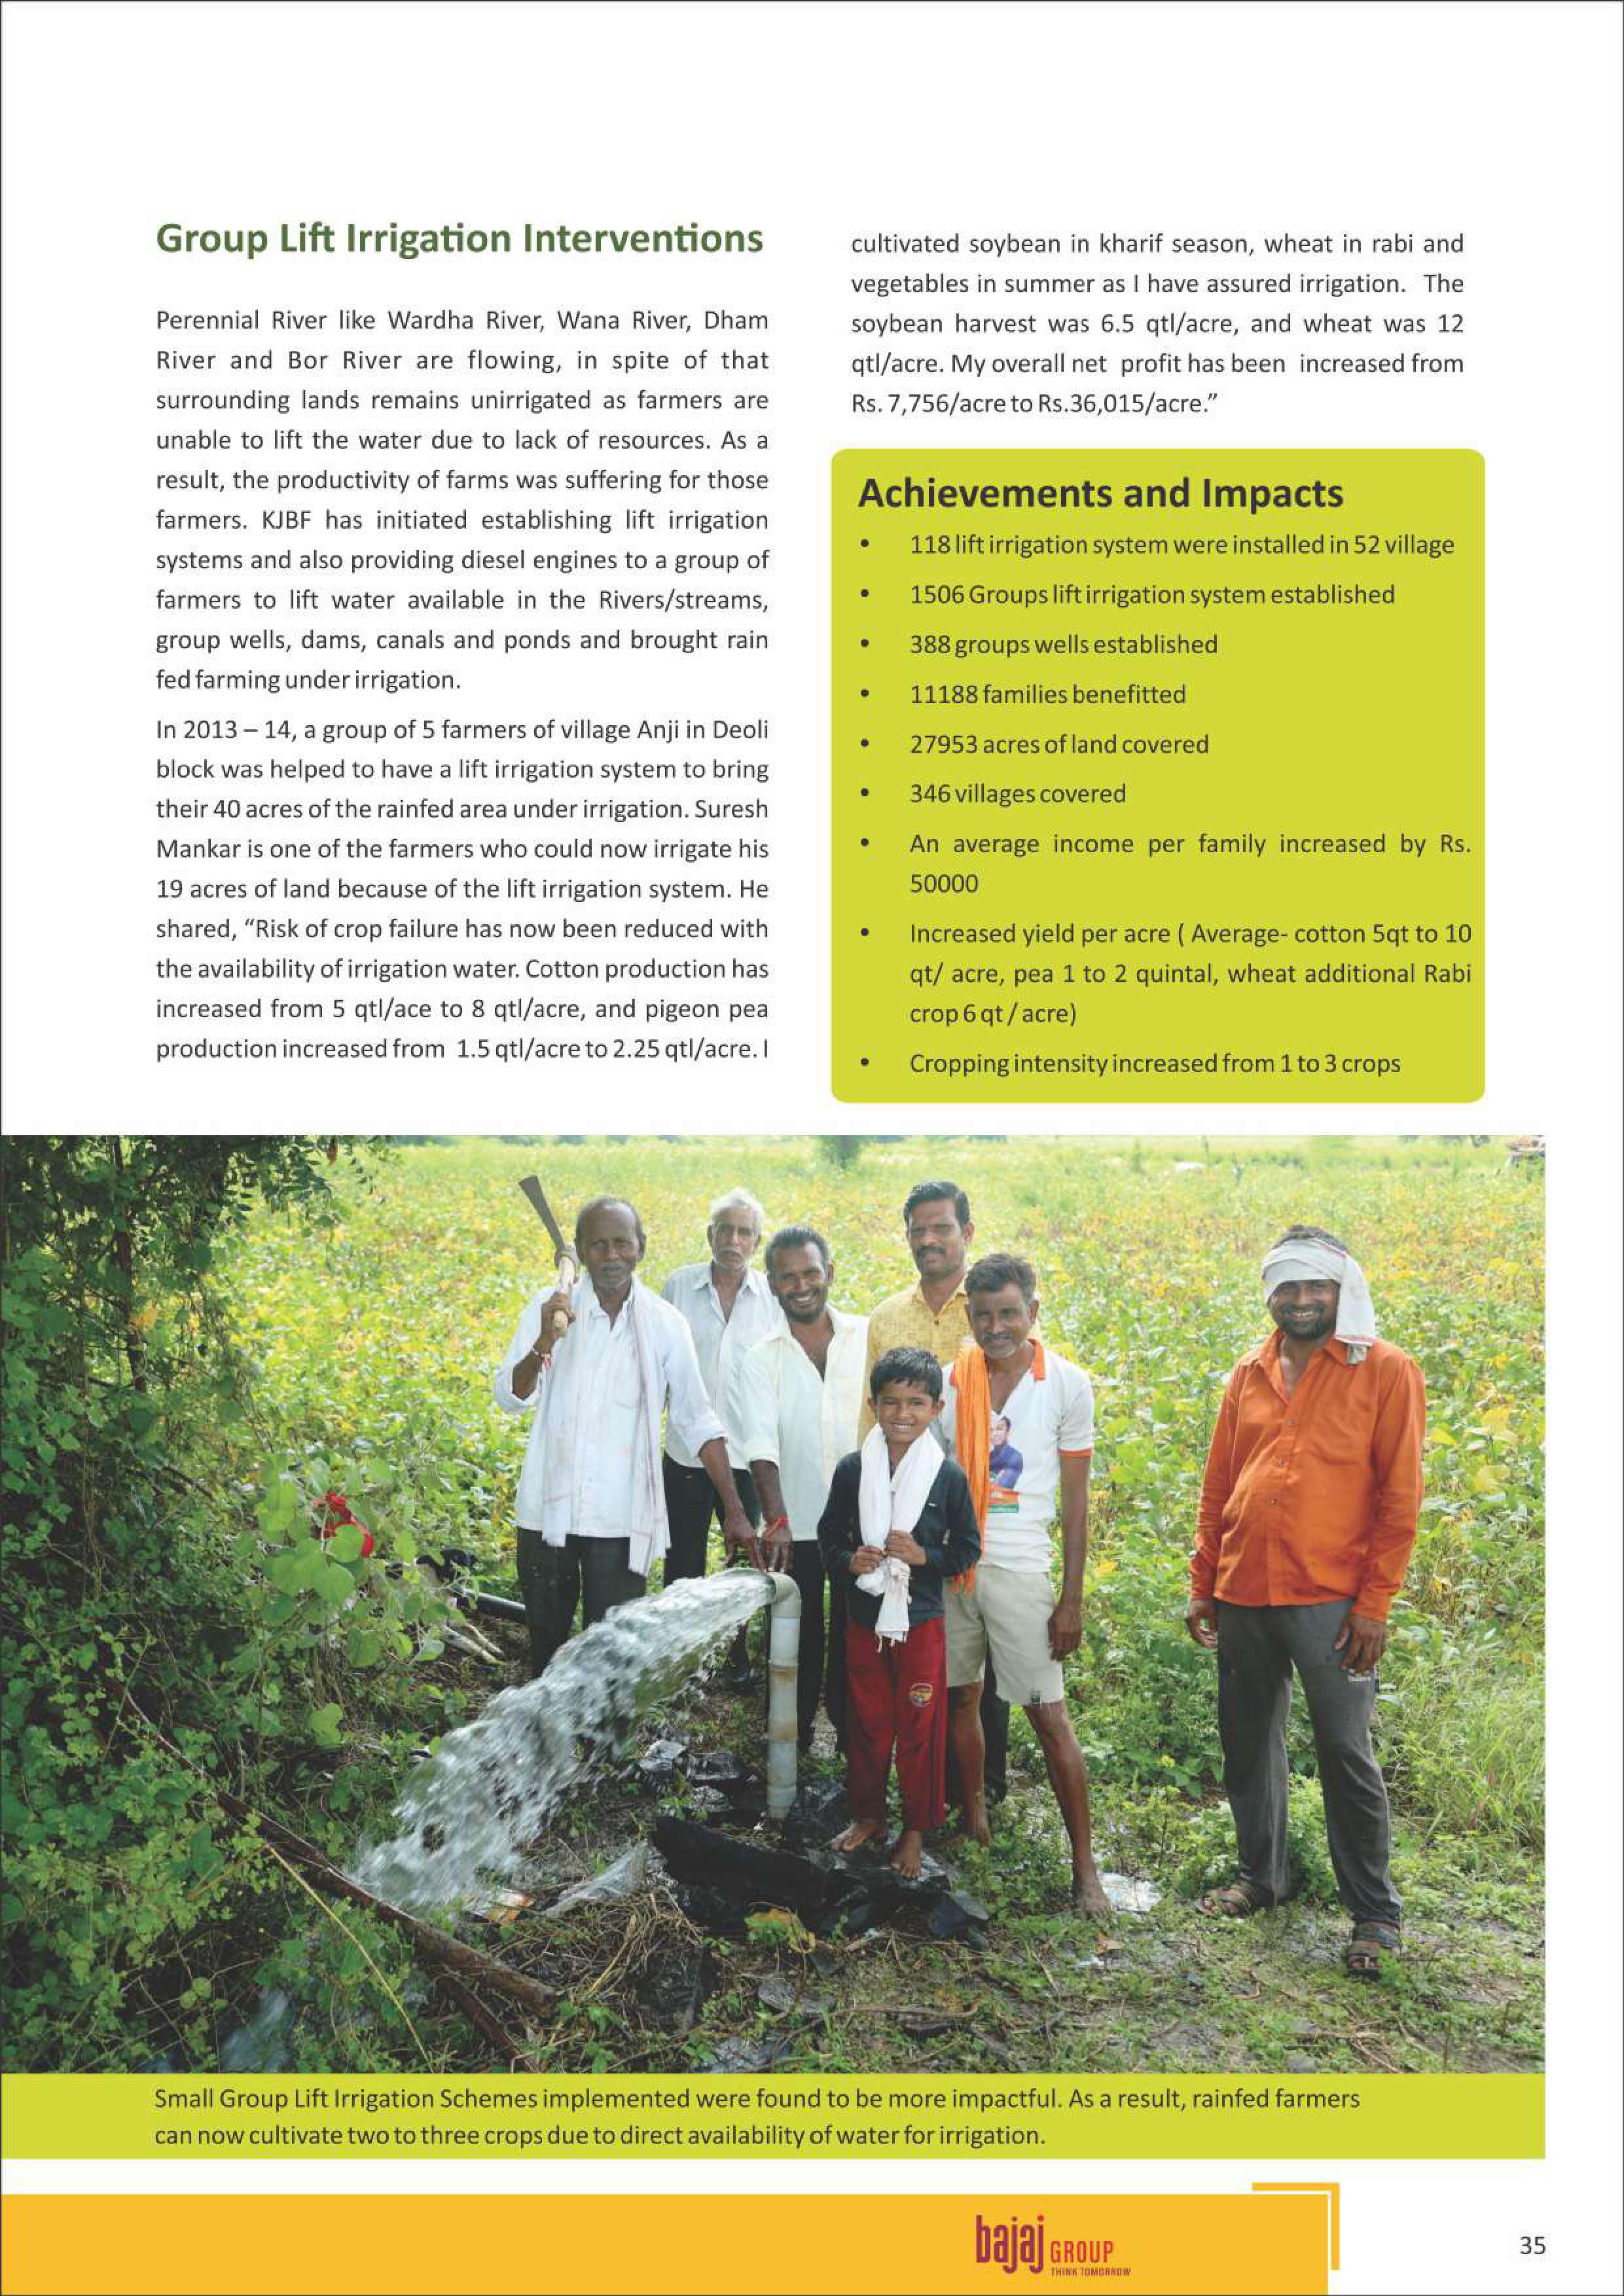 Group Lift Irrigation Interventions
Perennial River like Wardha River, Wana River, Dham
River and Bor River are flowing, in spite of that
surrounding lands remains unirrigated as farmers are
unable to lift the water due to lack of resources. As a
result, the productivity of farms was suffering for those
farmers. KJBF has initiated establishing lift irrigation
systems and also providing diesel engines to a group of
farmers to lift water available in the Rivers/streams,
group wells, dams, canals and ponds and brought rain
fed farming under irrigation.
In 2013 – 14, a group of 5 farmers of village Anji in Deoli
block was helped to have a lift irrigation system to bring
their 40 acres of the rainfed area under irrigation. Suresh
Mankar is one of the farmers who could now irrigate his
19 acres of land because of the lift irrigation system. He
shared, “Risk of crop failure has now been reduced with
the availability of irrigation water. Cotton production has
increased from 5 qtl/ace to 8 qtl/acre, and pigeon pea
production increased from 1.5 qtl/acre to 2.25 qtl/acre. I
cultivated soybean in kharif season, wheat in rabi and
vegetables in summer as I have assured irrigation. The
soybean harvest was 6.5 qtl/acre, and wheat was 12
qtl/acre. My overall net profit has been increased from
Rs. 7,756/acre to Rs.36,015/acre.”
Achievements and Impacts
• 118 lift irrigation system were installed in 52 village
• 1506 Groups lift irrigation system established
• 388 groups wells established
• 11188 families benefitted
• 27953 acres of land covered
• 346 villages covered
• An average income per family increased by Rs.
50000
• Increased yield per acre ( Average- cotton 5qt to 10
qt/ acre, pea 1 to 2 quintal, wheat additional Rabi
crop 6 qt / acre)
• Cropping intensity increased from 1 to 3 crops
Small Group Lift Irrigation Schemes implemented were found to be more impactful. As a result, rainfed farmers
can now cultivate two to three crops due to direct availability of water for irrigation.
bajaj GROUP
THINK TOMORROW
35